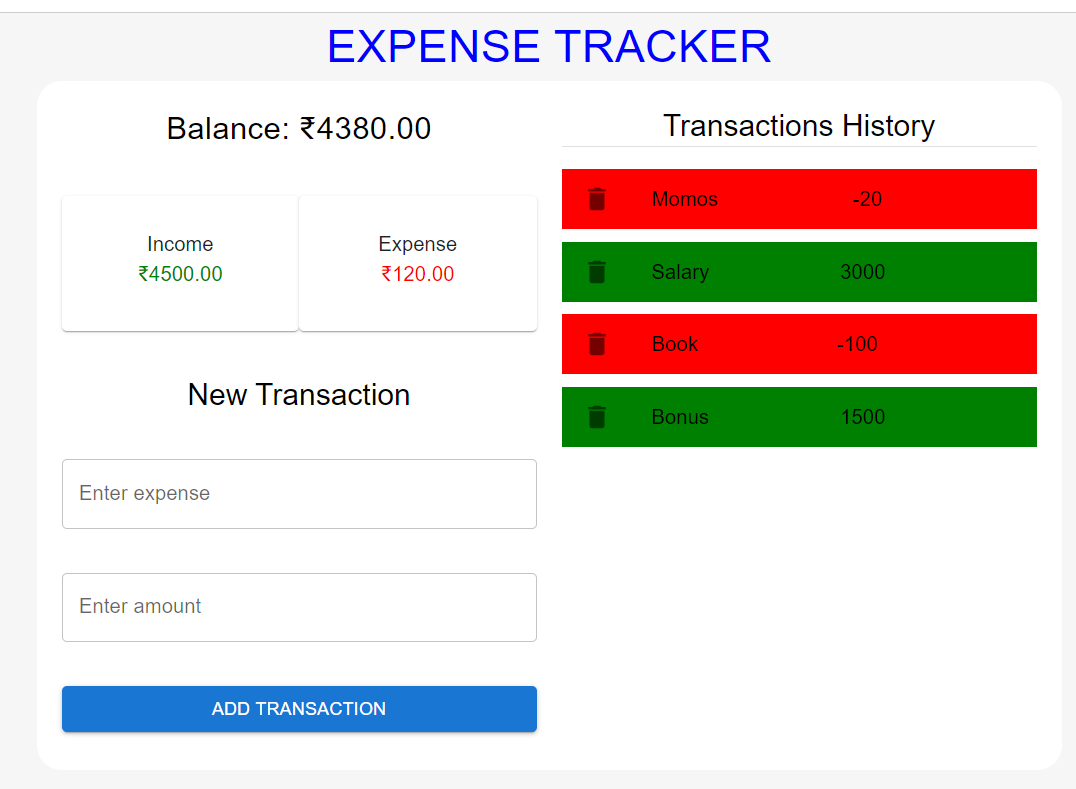 EXPENSE TRACKER
Balance: ₹4380.00
Income
₹4500.00
Expense
₹120.00
New Transaction
Enter expense
Enter amount
ADD TRANSACTION
Transactions History
Momos -20
Salary 3000
Book -100
Bonus 1500